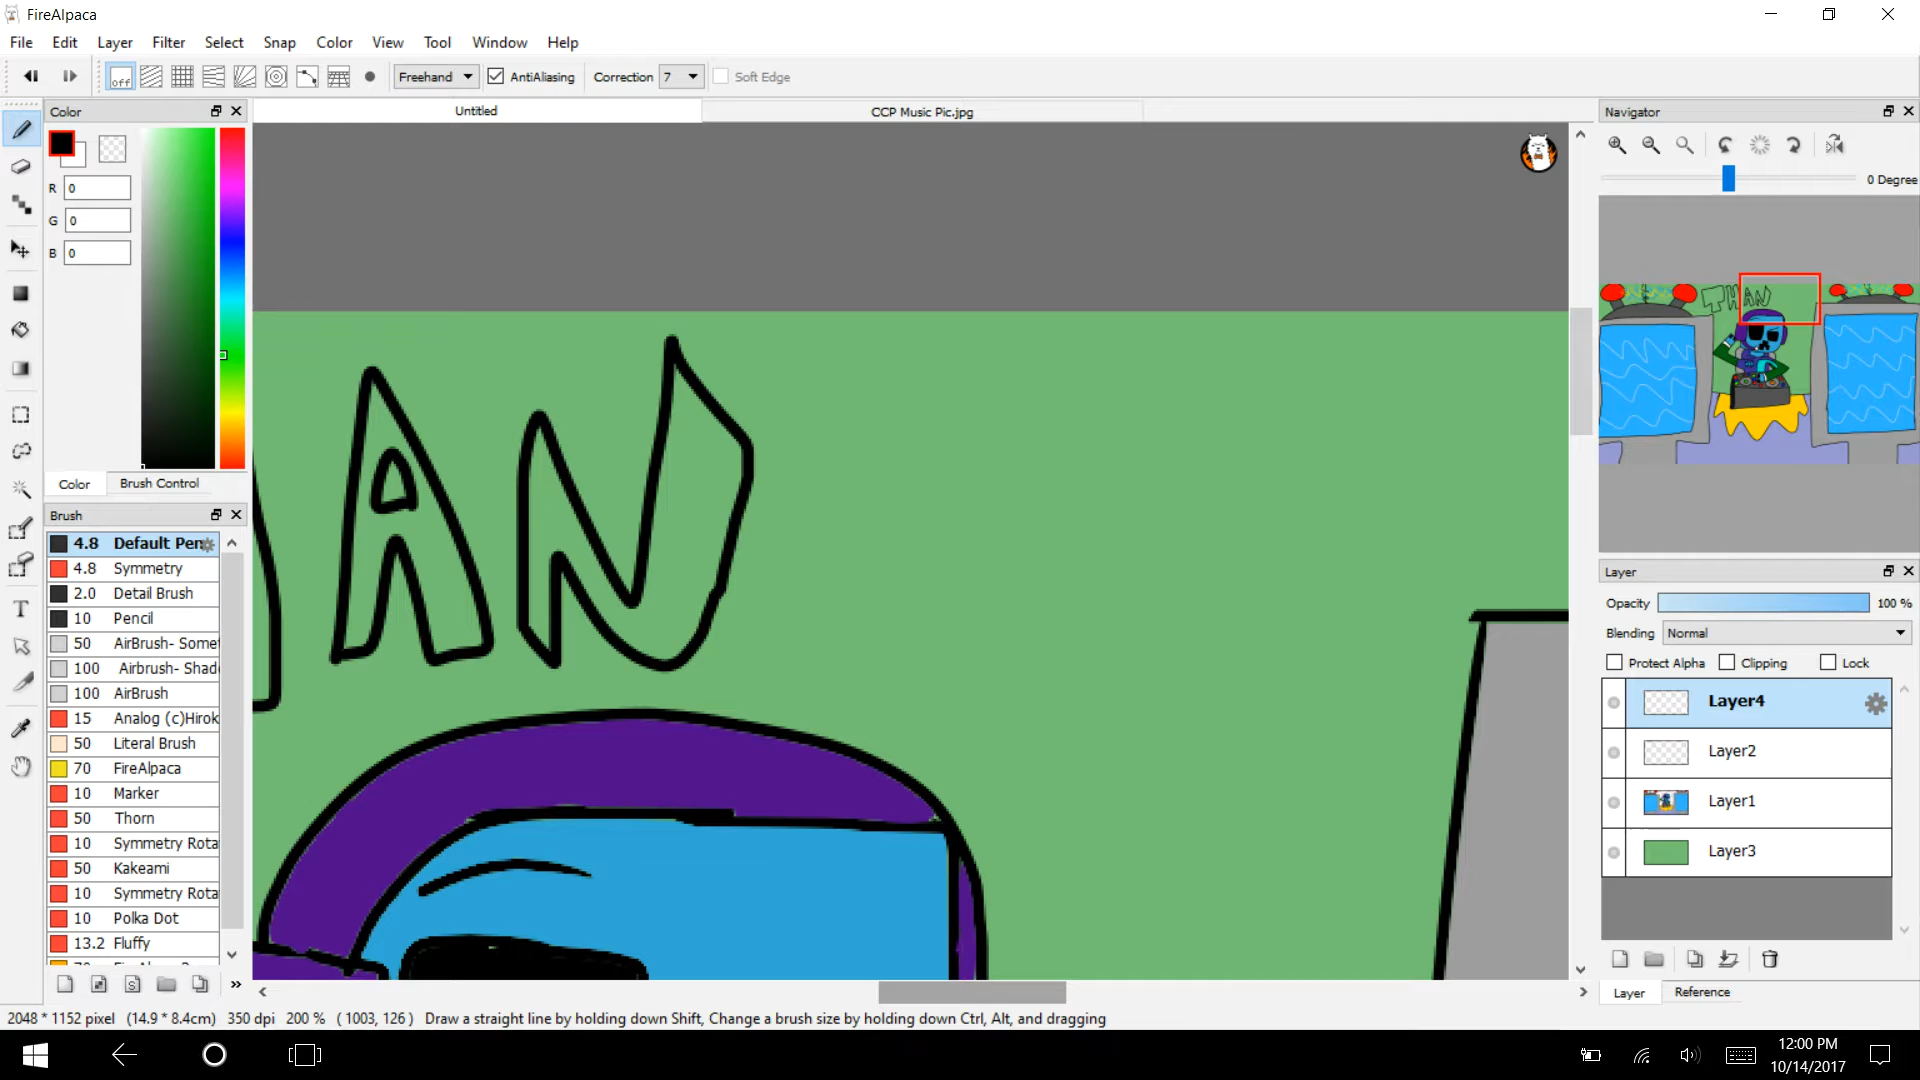 FireAlpaca
File Edit Layer Filter Select Snap Color View Tool Window Help
off Freehand AntiAliasing Correction 7 Soft Edge
Color Untitled CCP Music Pic.jpg Navigator
0 Degree
R 0
G 0
B 0
Color Brush Control
Brush
4.8 Default Pen
4.8 Symmetry
2.0 Detail Brush
10 Pencil
50 AirBrush- Somet
100 Airbrush- Shade
100 AirBrush
15 Analog (c)Hirok
50 Literal Brush
70 FireAlpaca
10 Marker
50 Thorn
10 Symmetry Rota
50 Kakeami
10 Symmetry Rota
10 Polka Dot
13.2 Fluffy
AN
THAN
Layer
Opacity 100 %
Blending Normal
Protect Alpha Clipping Lock
Layer4
Layer2
Layer1
Layer3
Layer Reference
2048 * 1152 pixel (14.9 * 8.4cm) 350 dpi 200 % ( 1003, 126 ) Draw a straight line by holding down Shift, Change a brush size by holding down Ctrl, Alt, and dragging
12:00 PM
10/14/2017